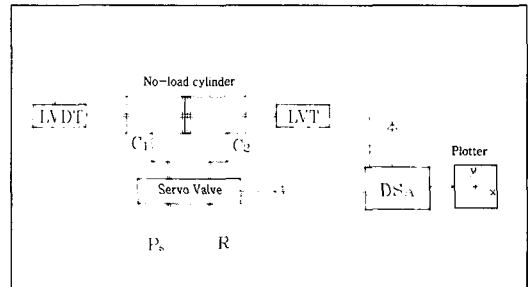 No-load cylinder
LVDT
LVT
C₁
C₂
Plotter
Servo Valve
DSA
y
x
Pₛ
R